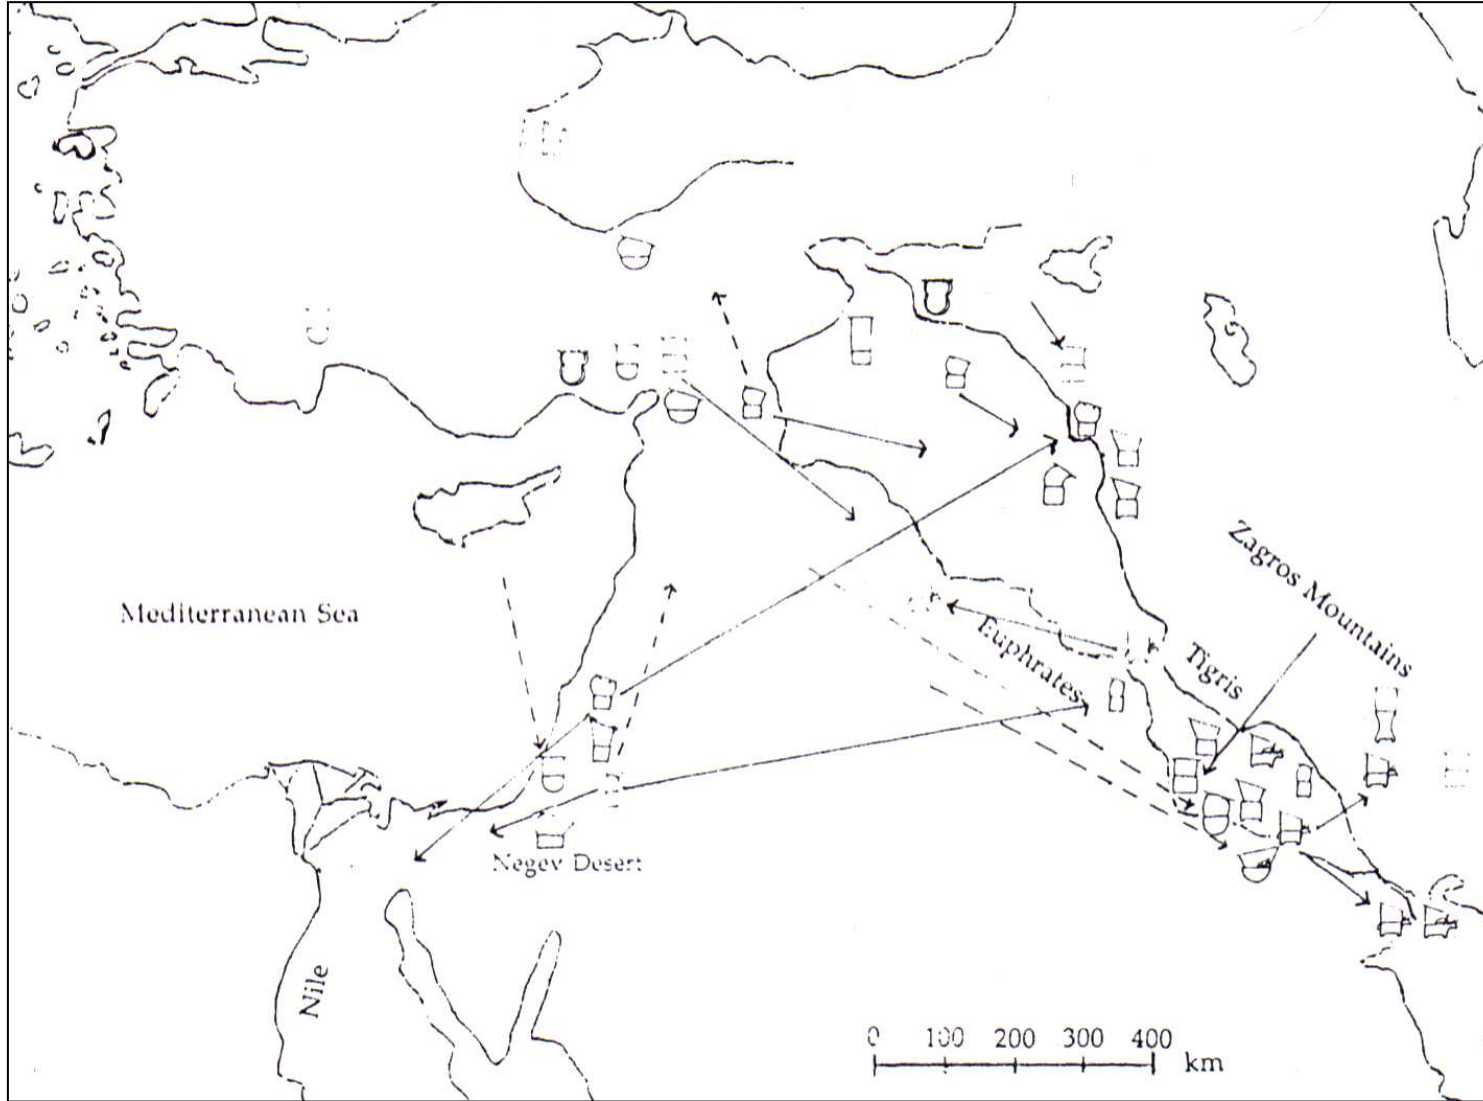 Zagros Mountains
Mediterranean Sea
Euphrates
Tigris
Negev Desert
Nile
0 100 200 300 400
km